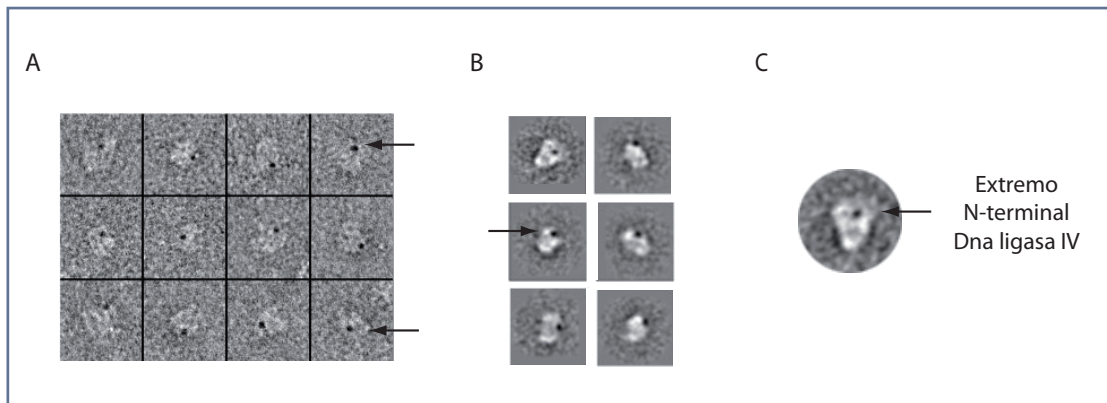 A
B
C
Extremo
N-terminal
Dna ligasa IV